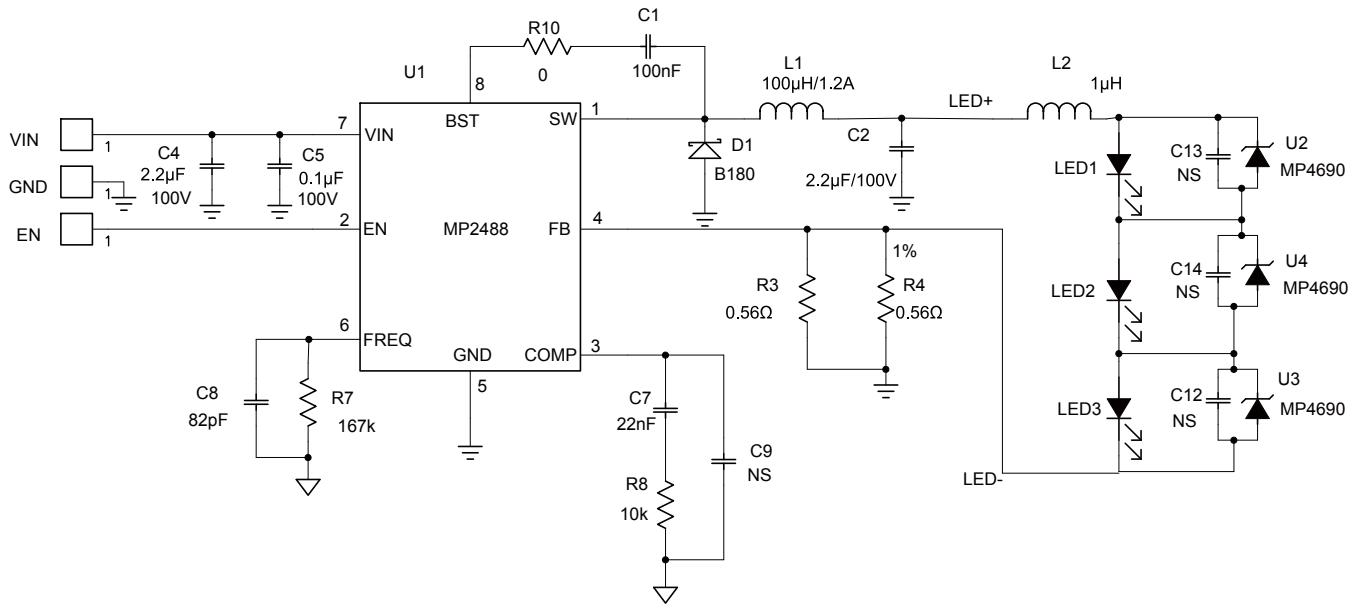 R10
0
C1
100nF
U1
8
BST
L1
100µH/1.2A
L2
1µH
LED+
VIN
1
7
VIN
SW
1
C4
2.2µF
100V
C5
0.1µF
100V
D1
B180
C2
2.2µF/100V
LED1
C13
NS
U2
MP4690
GND
1
EN
1
2
EN
MP2488
FB
4
1%
R3
0.56Ω
R4
0.56Ω
LED2
C14
NS
U4
MP4690
6
FREQ
GND
5
COMP
3
C8
82pF
R7
167k
C7
22nF
C9
NS
R8
10k
LED3
C12
NS
U3
MP4690
LED-